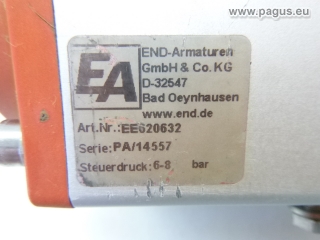 www.pagus.eu
EA
END-Armaturen
GmbH & Co. KG
D-32547
Bad Oeynhausen
www.end.de
Art.Nr.:EE620632
Serie:PA/14557
Steuerdruck:6-8 bar